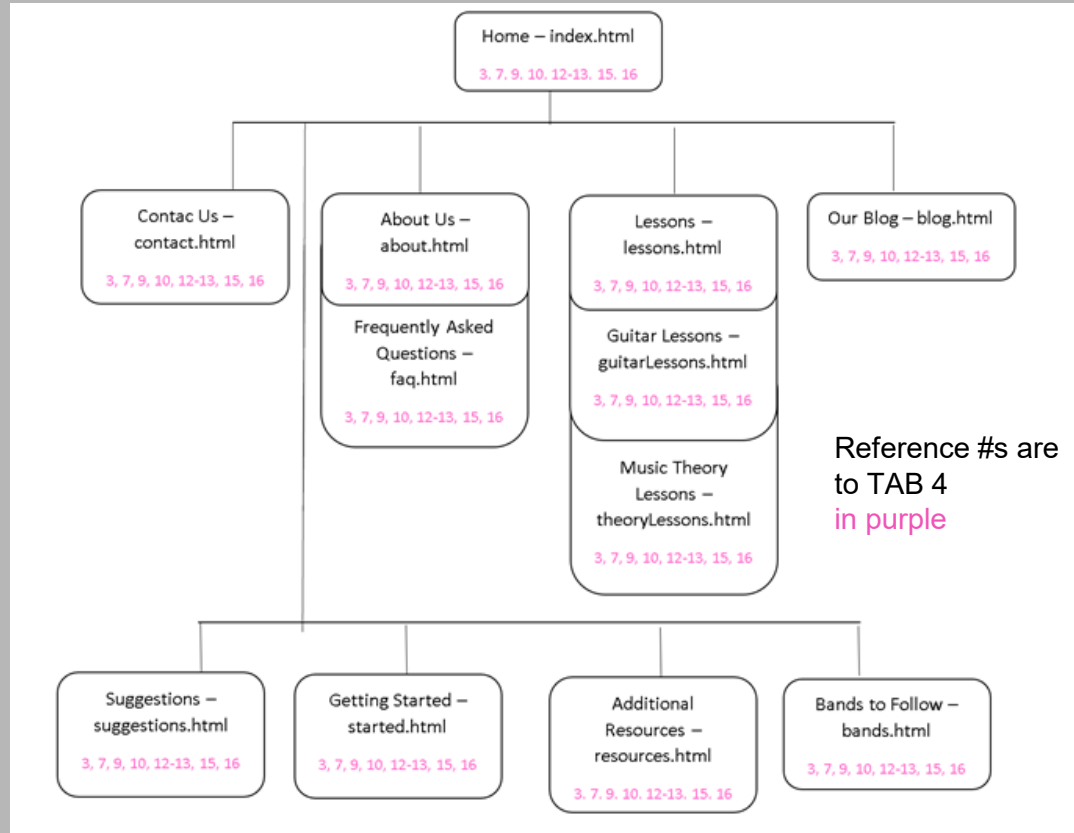 Home – index.html
3. 7. 9. 10. 12-13. 15. 16
Contac Us –
contact.html
3, 7, 9, 10, 12-13, 15, 16
About Us –
about.html
3, 7, 9, 10, 12-13, 15, 16
Frequently Asked
Questions –
faq.html
3, 7, 9, 10, 12-13, 15, 16
Lessons –
lessons.html
3, 7, 9, 10, 12-13, 15, 16
Guitar Lessons –
guitarLessons.html
3, 7, 9, 10, 12-13, 15, 16
Music Theory
Lessons –
theoryLessons.html
3, 7, 9, 10, 12-13, 15, 16
Our Blog – blog.html
3, 7, 9, 10, 12-13, 15, 16
Reference #s are
to TAB 4
in purple
Suggestions –
suggestions.html
3, 7, 9, 10, 12-13, 15, 16
Getting Started –
started.html
3, 7, 9, 10, 12-13, 15, 16
Additional
Resources –
resources.html
3. 7. 9. 10. 12-13. 15. 16
Bands to Follow –
bands.html
3, 7, 9, 10, 12-13, 15, 16